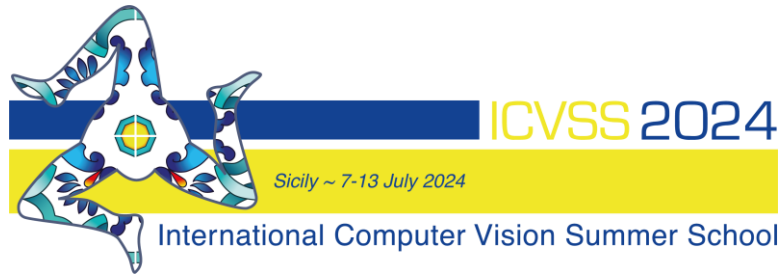 ICVSS 2024
Sicily ~ 7-13 July 2024
International Computer Vision Summer School